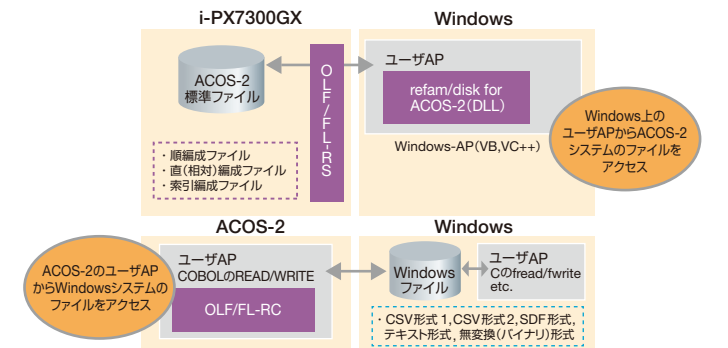 i-PX7300GX
Windows
ACOS-2
標準ファイル
OLF/FL-RS
ユーザAP
refam/disk for
ACOS-2(DLL)
Windows-AP(VB,VC++)
Windows上の
ユーザAPからACOS-2
システムのファイルを
アクセス
・順編成ファイル
・直(相対)編成ファイル
・索引編成ファイル
ACOS-2
Windows
ACOS-2のユーザAP
からWindowsシステムの
ファイルをアクセス
ユーザAP
COBOLのREAD/WRITE
OLF/FL-RC
Windows
ファイル
ユーザAP
Cのfread/fwrite
etc.
・CSV形式1,CSV形式2,SDF形式,
テキスト形式,無変換(バイナリ)形式